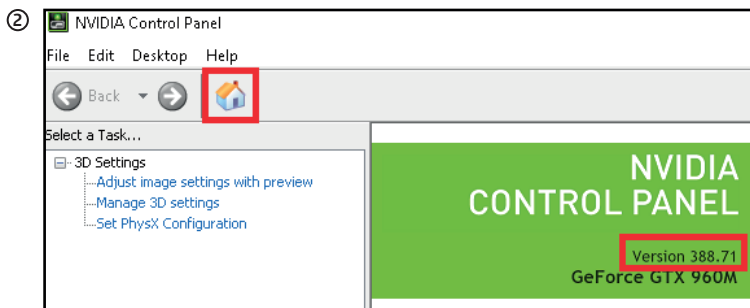 ②
NVIDIA Control Panel
File Edit Desktop Help
Back
Select a Task...
3D Settings
Adjust image settings with preview
Manage 3D settings
Set PhysX Configuration
NVIDIA
CONTROL PANEL
Version 388.71
GeForce GTX 960M